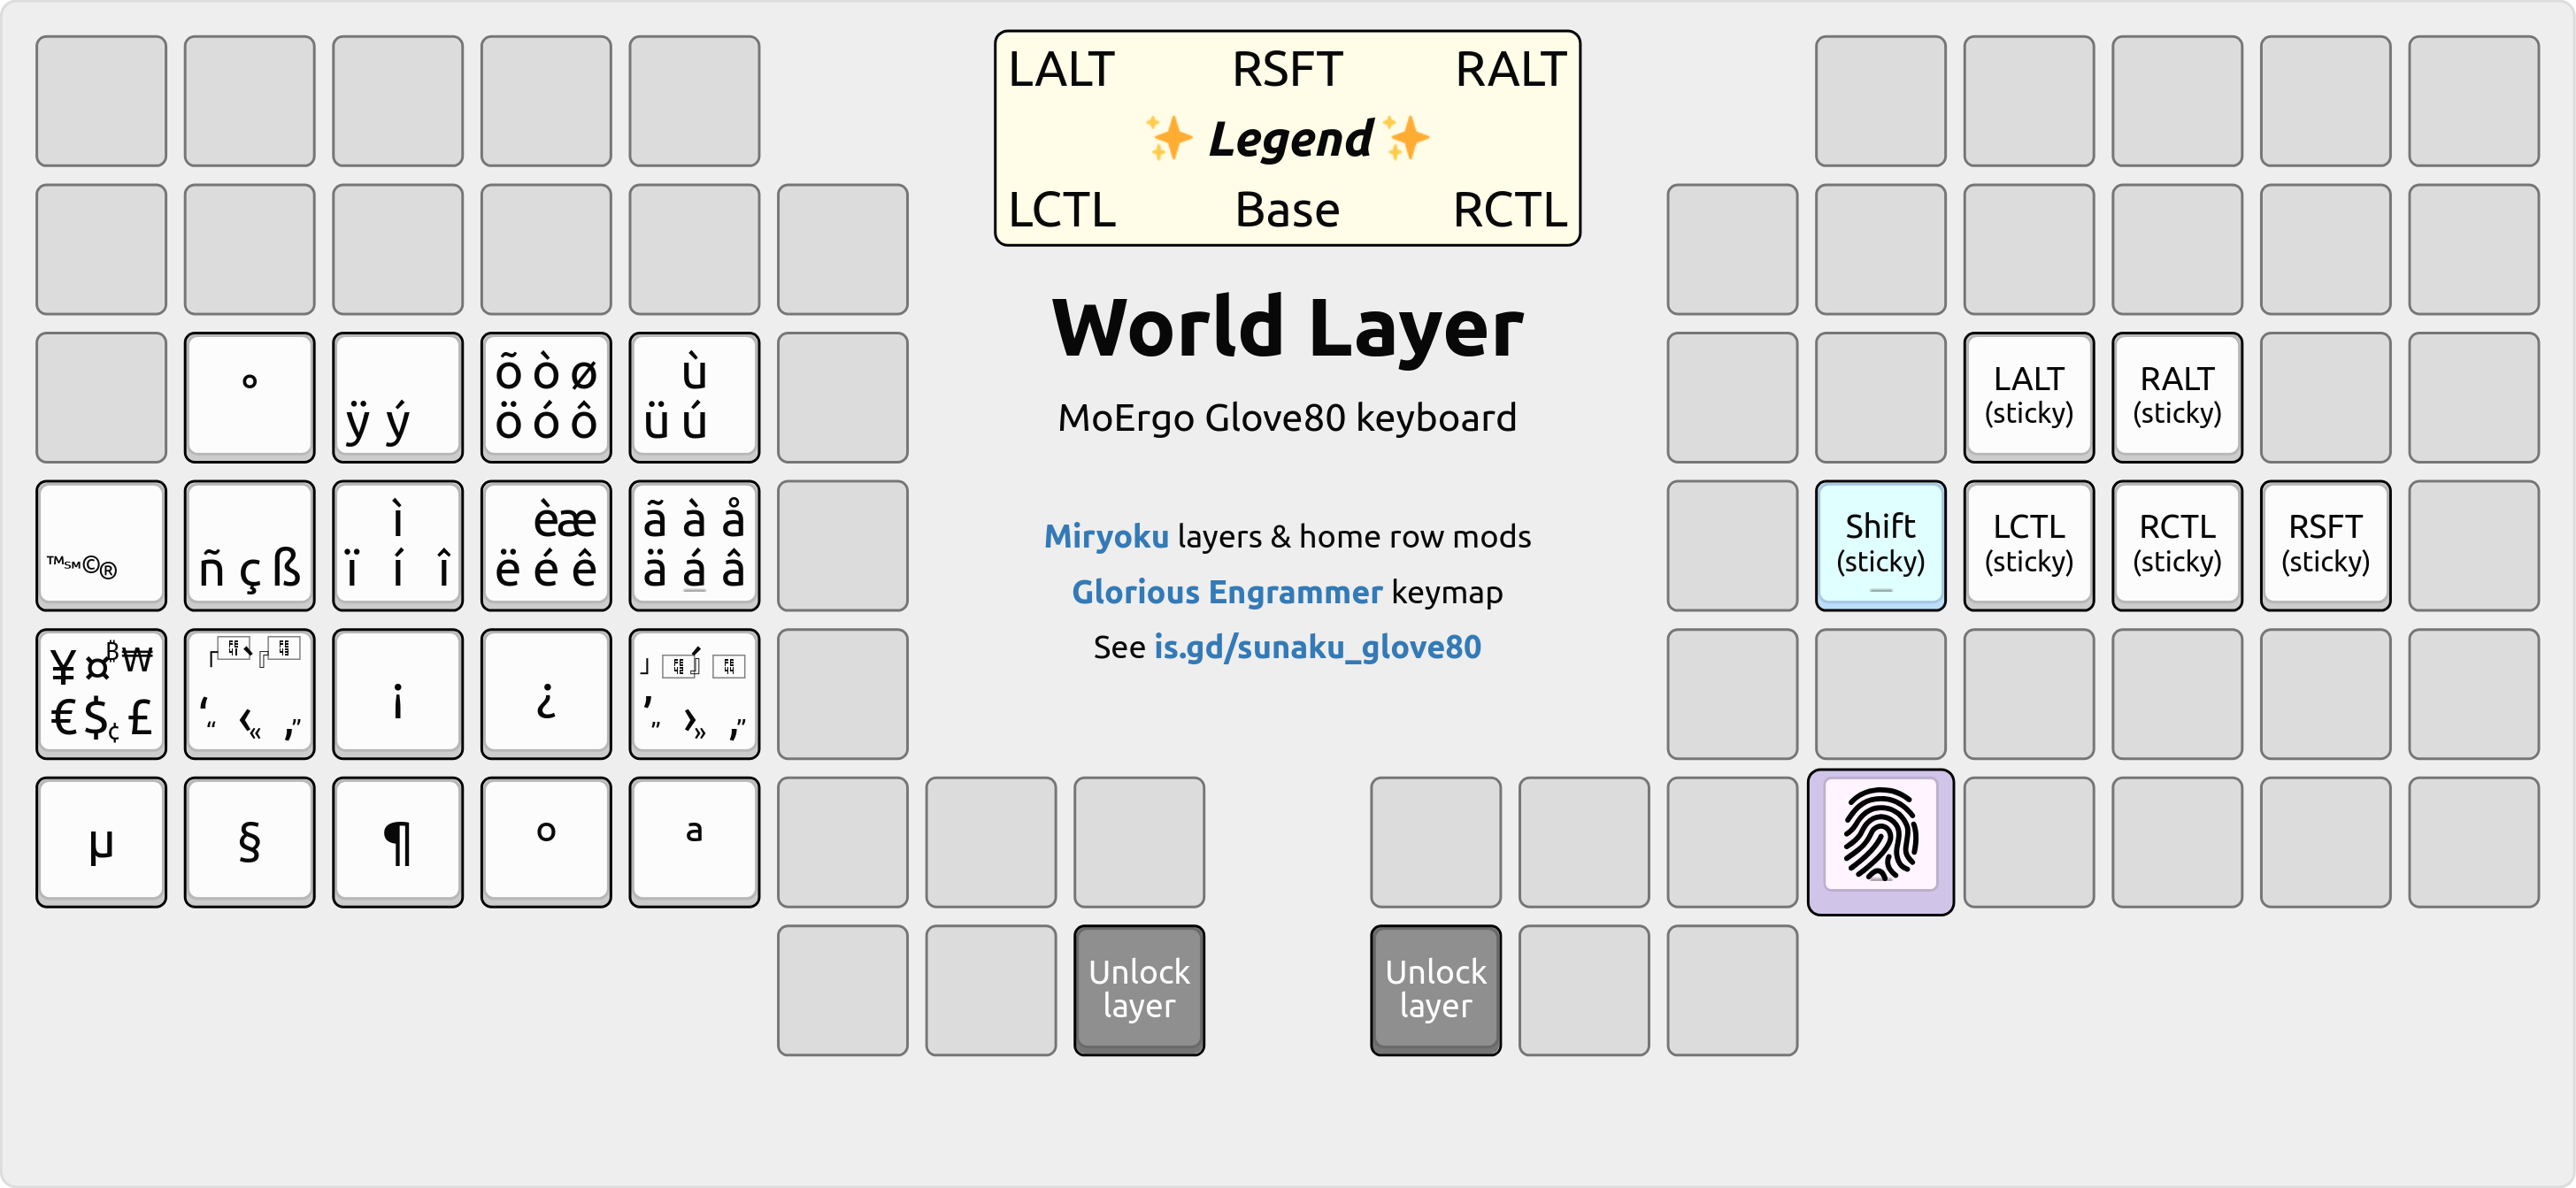 LALT RSFT RALT
✨ Legend ✨
LCTL Base RCTL
World Layer
MoErgo Glove80 keyboard
Miryoku layers & home row mods
Glorious Engrammer keymap
See is.gd/sunaku_glove80
°
ÿ ý
õ ò ø
ö ó ô
ù
ü ú
LALT
(sticky)
RALT
(sticky)
™ ℠ © ®
ñ ç ß
ì
ï í î
è æ
ë é ê
ã à å
ä á â
Shift
(sticky)
LCTL
(sticky)
RCTL
(sticky)
RSFT
(sticky)
¥ ¤ ₿ ₩
€ $ ¢ £
‘ “ ‹ « ‚ „
¡
¿
’ ” › » ‚ „
µ
§
¶
º
ª
Unlock
layer
Unlock
layer